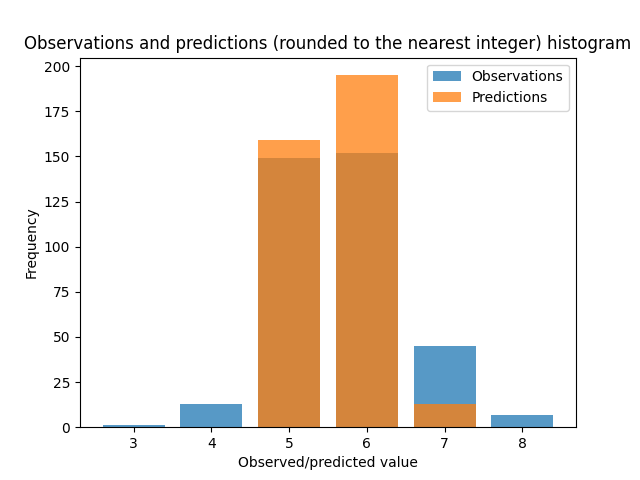 Observations and predictions (rounded to the nearest integer) histogram
Observations
Predictions
200
175
150
125
100
75
50
25
0
Frequency
3 4 5 6 7 8
Observed/predicted value